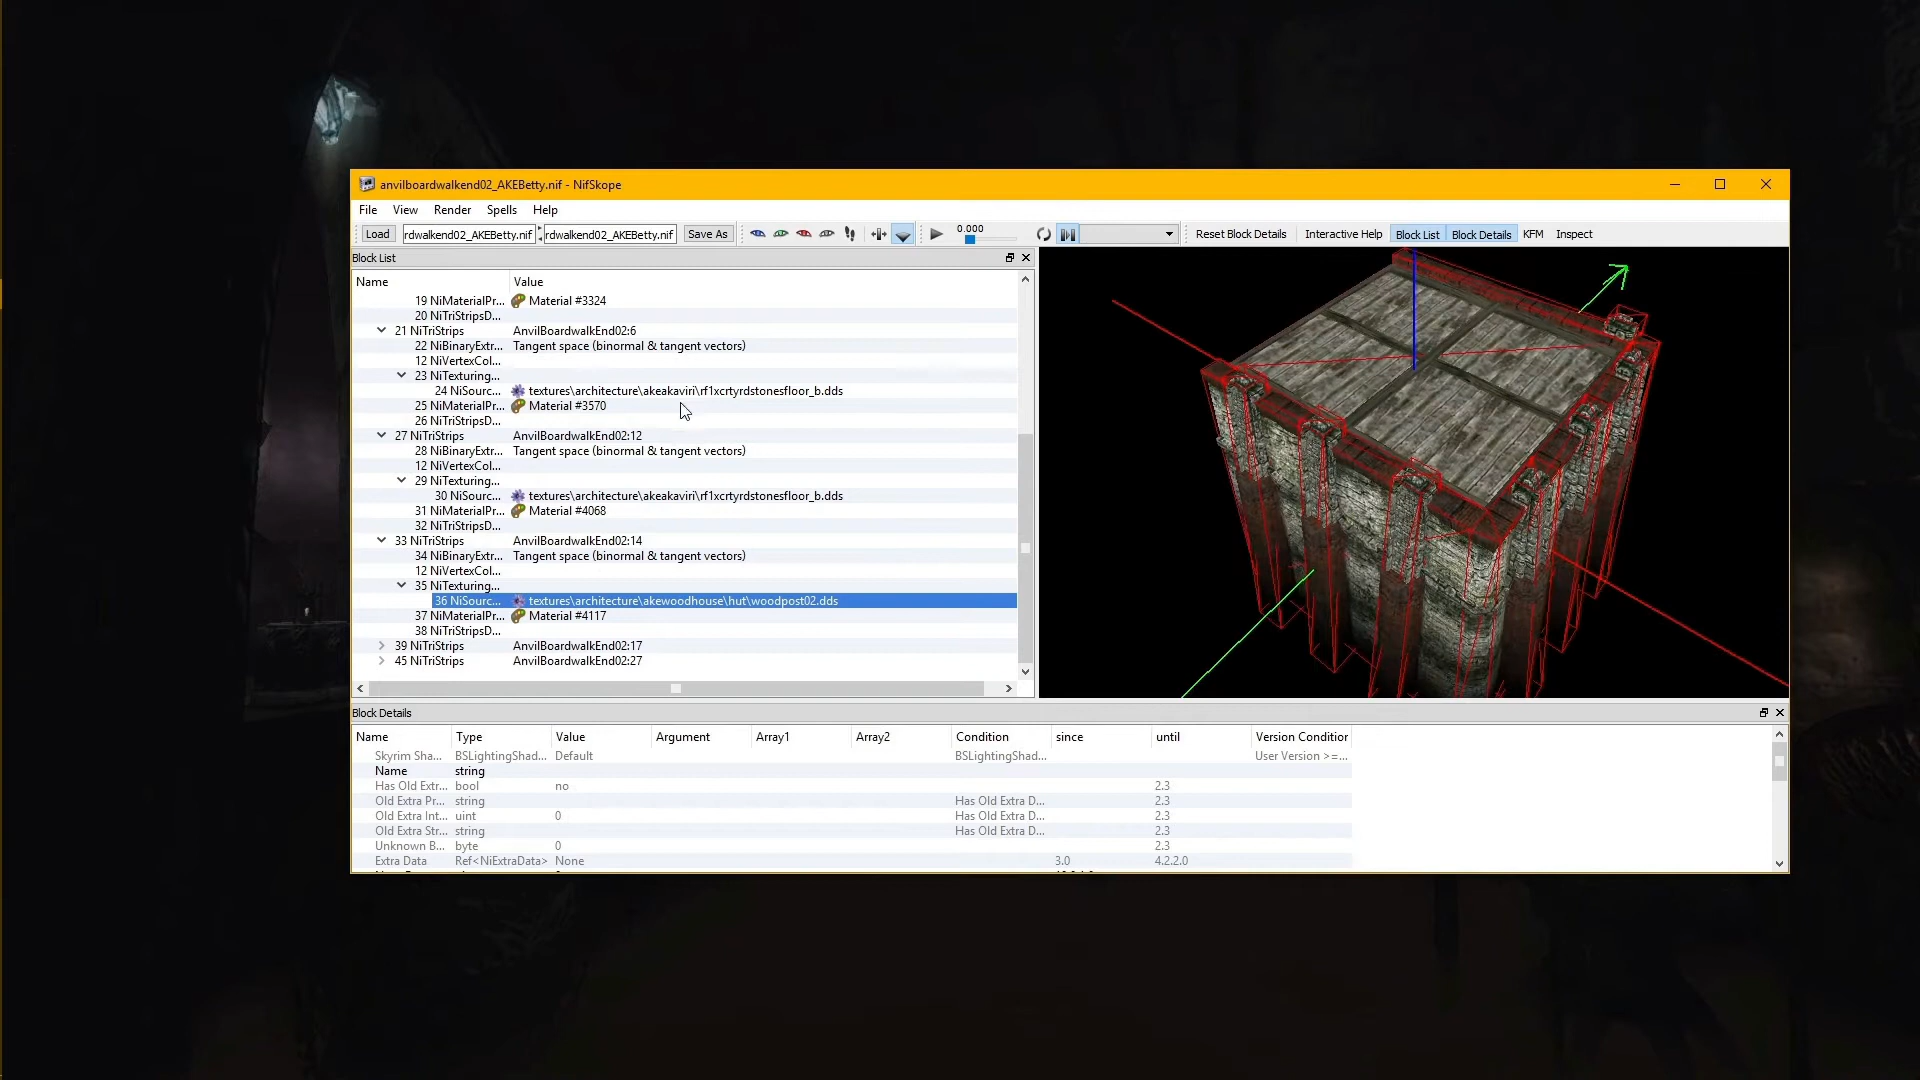 anvilboardwalkend02_AKEBetty.nif - NifSkope
File View Render Spells Help
Load rdwalkend02_AKEBetty.nif rdwalkend02_AKEBetty.nif Save As 0.000 Reset Block Details Interactive Help Block List Block Details KFM Inspect
Block List
Name Value
19 NiMaterialPr... Material #3324
20 NiTriStripsD...
21 NiTriStrips AnvilBoardwalkEnd02:6
22 NiBinaryExtr... Tangent space (binormal & tangent vectors)
12 NiVertexCol...
23 NiTexturing...
24 NiSourc... textures\architecture\akeakaviri\rf1xcrtyrdstonesfloor_b.dds
25 NiMaterialPr... Material #3570
26 NiTriStripsD...
27 NiTriStrips AnvilBoardwalkEnd02:12
28 NiBinaryExtr... Tangent space (binormal & tangent vectors)
12 NiVertexCol...
29 NiTexturing...
30 NiSourc... textures\architecture\akeakaviri\rf1xcrtyrdstonesfloor_b.dds
31 NiMaterialPr... Material #4068
32 NiTriStripsD...
33 NiTriStrips AnvilBoardwalkEnd02:14
34 NiBinaryExtr... Tangent space (binormal & tangent vectors)
12 NiVertexCol...
35 NiTexturing...
36 NiSourc... textures\architecture\akewoodhouse\hut\woodpost02.dds
37 NiMaterialPr... Material #4117
38 NiTriStripsD...
39 NiTriStrips AnvilBoardwalkEnd02:17
45 NiTriStrips AnvilBoardwalkEnd02:27
Block Details
Name Type Value Argument Array1 Array2 Condition since until Version Condition
Skyrim Sha... BSLightingShad... Default BSLightingShad... User Version >=...
Name string
Has Old Extr... bool no 2.3
Old Extra Pr... string Has Old Extra D... 2.3
Old Extra Int... uint 0 Has Old Extra D... 2.3
Old Extra Str... string Has Old Extra D... 2.3
Unknown B... byte 0 2.3
Extra Data Ref<NiExtraData> None 3.0 4.2.2.0